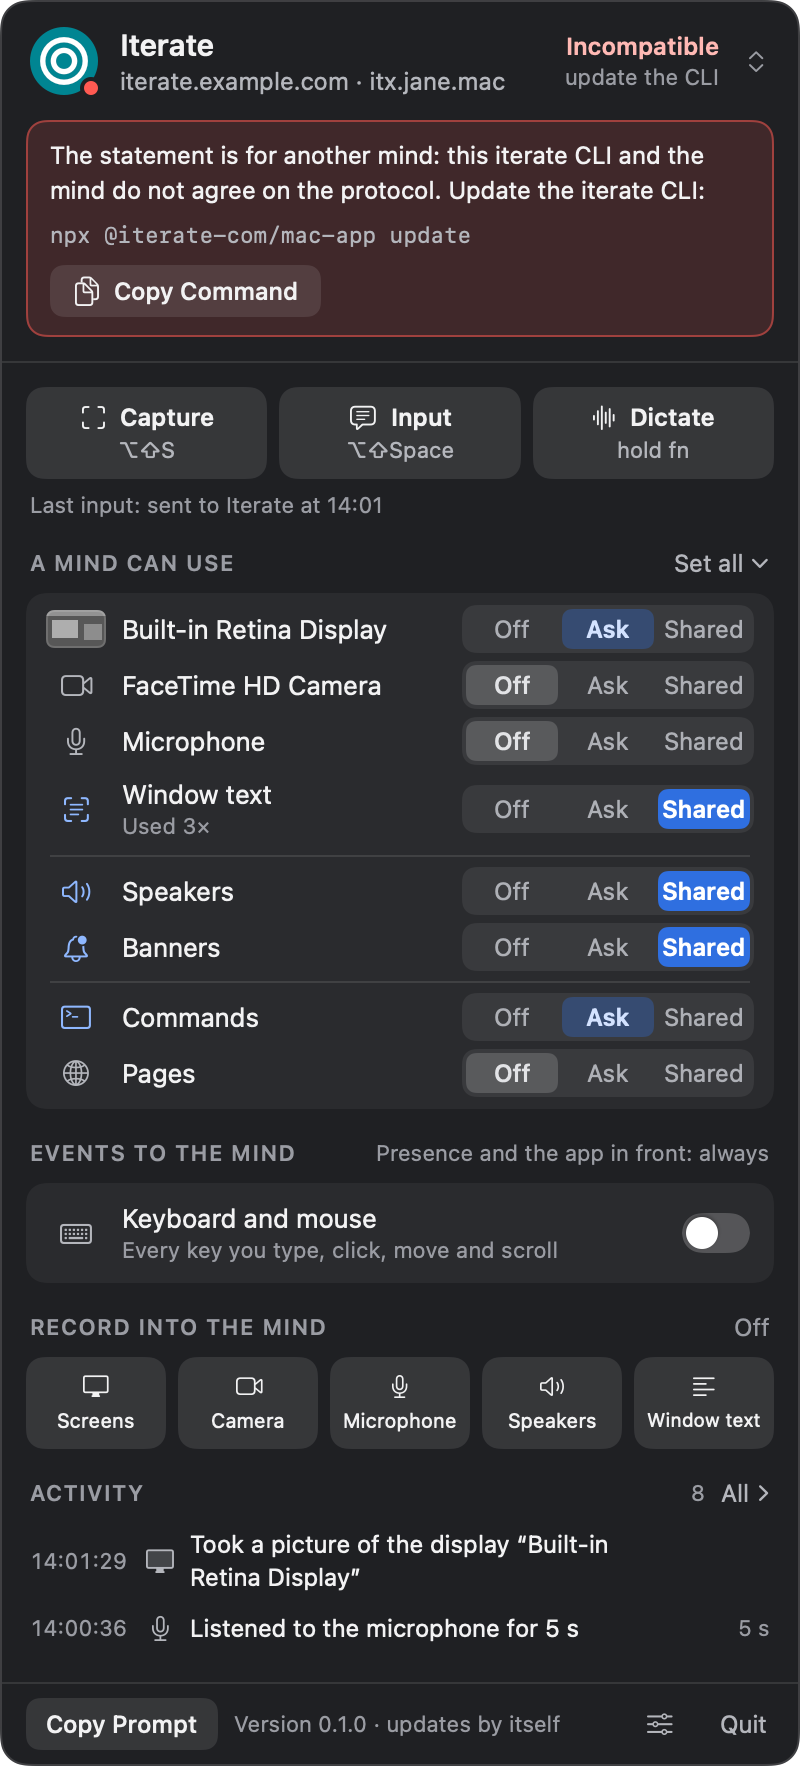 Iterate
iterate.example.com · itx.jane.mac
Incompatible
update the CLI
The statement is for another mind: this iterate CLI and the
mind do not agree on the protocol. Update the iterate CLI:
npx @iterate-com/mac-app update
Copy Command
Capture
⌥⇧S
Input
⌥⇧Space
Dictate
hold fn
Last input: sent to Iterate at 14:01
A MIND CAN USE
Set all
Built-in Retina Display
Off Ask Shared
FaceTime HD Camera
Off Ask Shared
Microphone
Off Ask Shared
Window text
Used 3×
Off Ask Shared
Speakers
Off Ask Shared
Banners
Off Ask Shared
Commands
Off Ask Shared
Pages
Off Ask Shared
EVENTS TO THE MIND
Presence and the app in front: always
Keyboard and mouse
Every key you type, click, move and scroll
RECORD INTO THE MIND
Off
Screens
Camera
Microphone
Speakers
Window text
ACTIVITY
8 All
14:01:29
Took a picture of the display “Built-in
Retina Display”
14:00:36
Listened to the microphone for 5 s
5 s
Copy Prompt
Version 0.1.0 · updates by itself
Quit